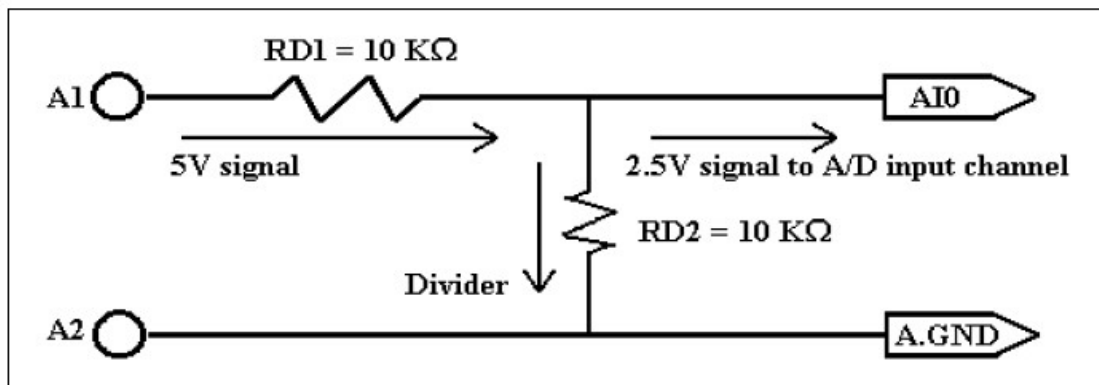 RD1 = 10 KΩ
A1
AI0
5V signal
2.5V signal to A/D input channel
RD2 = 10 KΩ
Divider
A2
A.GND